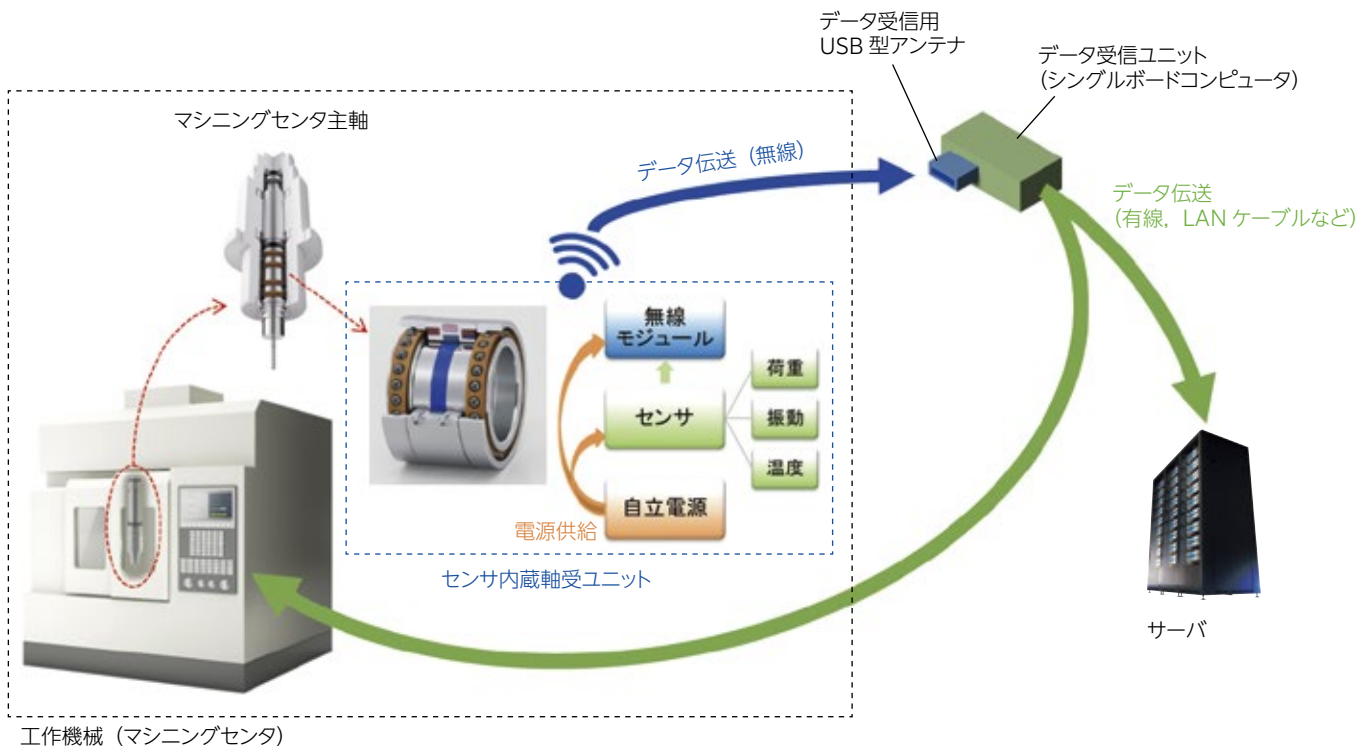 データ受信用
USB 型アンテナ
データ受信ユニット
(シングルボードコンピュータ)
マシニングセンタ主軸
データ伝送 (無線)
データ伝送
(有線, LAN ケーブルなど)
無線
モジュール
荷重
センサ
振動
温度
自立電源
電源供給
センサ内蔵軸受ユニット
サーバ
工作機械 (マシニングセンタ)